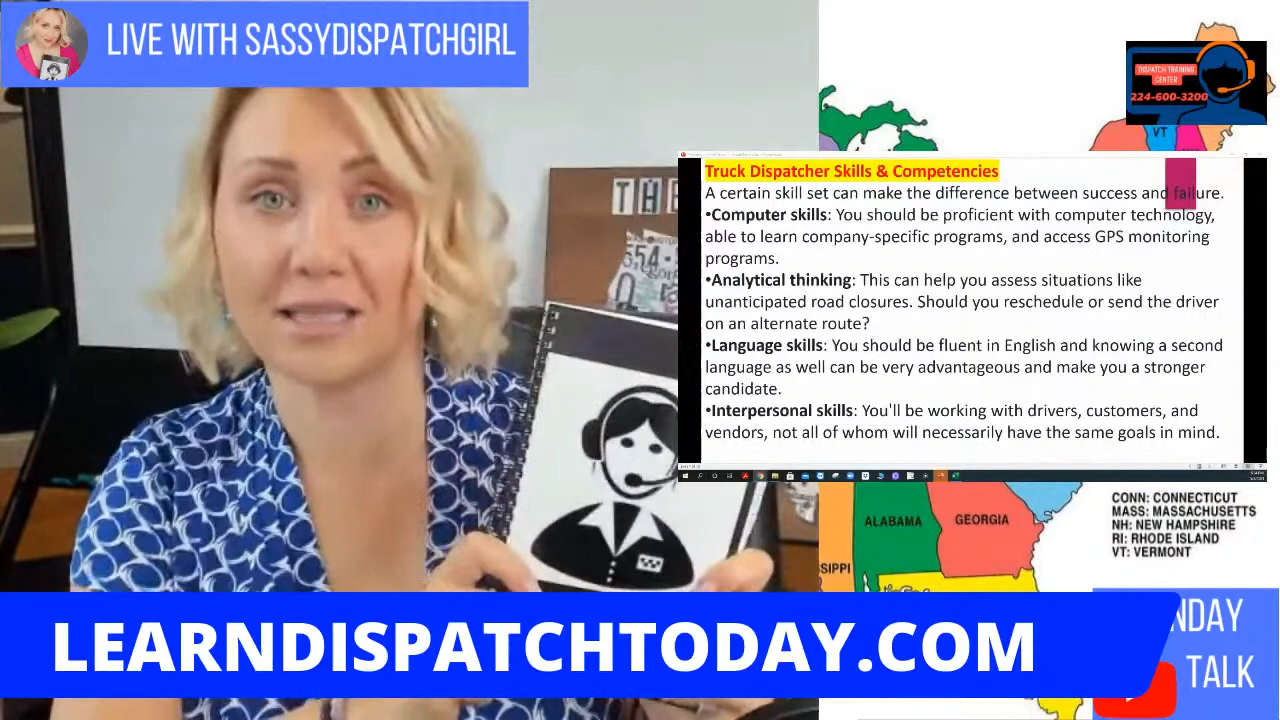 LIVE WITH SASSYDISPATCHGIRL
DISPATCH TRAINING
CENTER
224-600-3200
VT
THE
554
Truck Dispatcher Skills & Competencies
A certain skill set can make the difference between success and failure.
•Computer skills: You should be proficient with computer technology,
able to learn company-specific programs, and access GPS monitoring
programs.
•Analytical thinking: This can help you assess situations like
unanticipated road closures. Should you reschedule or send the driver
on an alternate route?
•Language skills: You should be fluent in English and knowing a second
language as well can be very advantageous and make you a stronger
candidate.
•Interpersonal skills: You'll be working with drivers, customers, and
vendors, not all of whom will necessarily have the same goals in mind.
ALABAMA
GEORGIA
SIPPI
CONN: CONNECTICUT
MASS: MASSACHUSETTS
NH: NEW HAMPSHIRE
RI: RHODE ISLAND
VT: VERMONT
LEARNDISPATCHTODAY.COM
NDAY
TALK